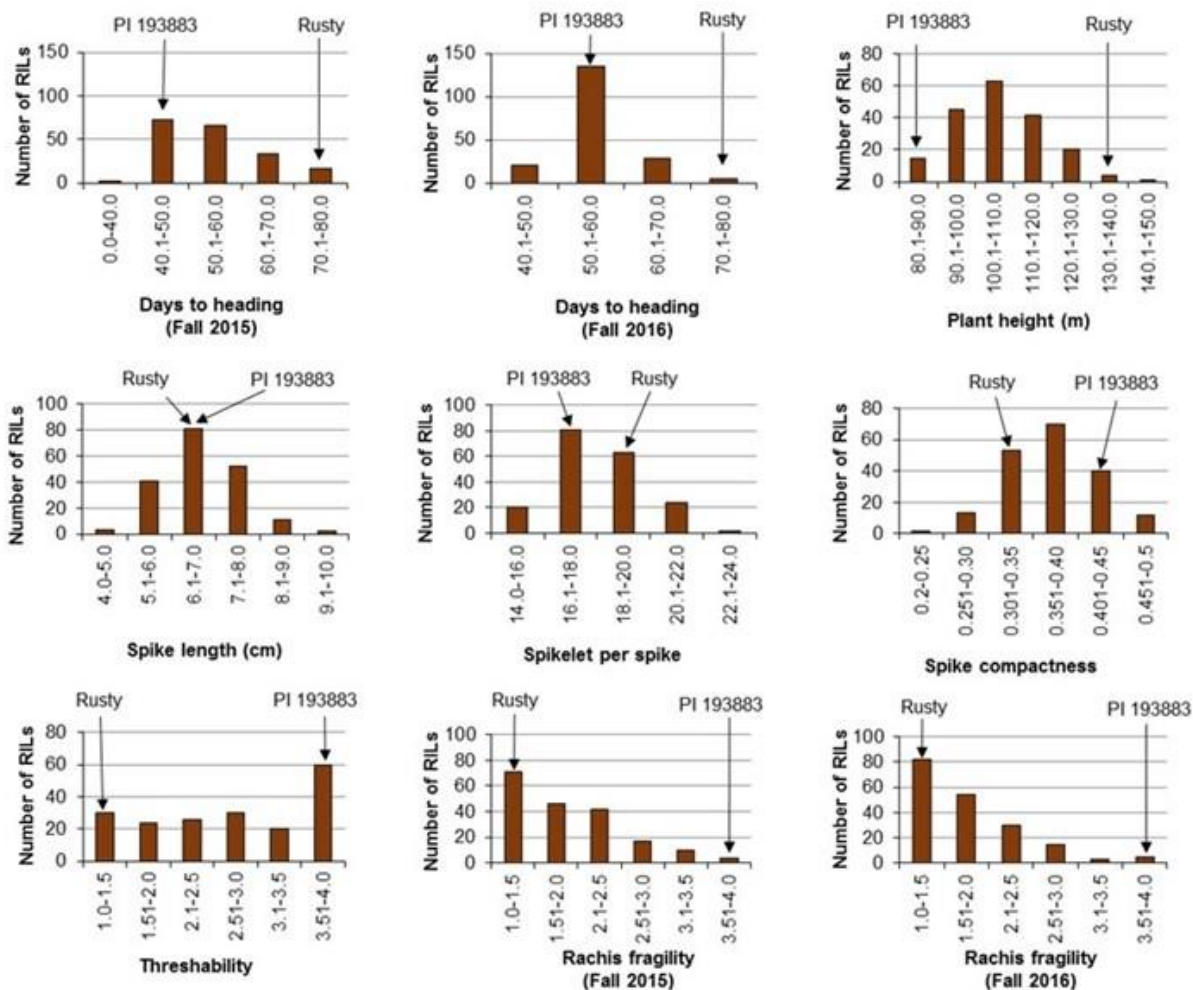 PI 193883
Rusty
Number of RILs
150
100
50
0
0.0-40.0
40.1-50.0
50.1-60.0
60.1-70.0
70.1-80.0
Days to heading
(Fall 2015)
PI 193883
Rusty
Number of RILs
150
100
50
0
40.1-50.0
50.1-60.0
60.1-70.0
70.1-80.0
Days to heading
(Fall 2016)
PI 193883
Rusty
Number of RILs
80
60
40
20
0
80.1-90.0
90.1-100.0
100.1-110.0
110.1-120.0
120.1-130.0
130.1-140.0
140.1-150.0
Plant height (m)
Rusty
PI 193883
Number of RILs
100
80
60
40
20
0
4.0-5.0
5.1-6.0
6.1-7.0
7.1-8.0
8.1-9.0
9.1-10.0
Spike length (cm)
PI 193883
Rusty
Number of RILs
100
80
60
40
20
0
14.0-16.0
16.1-18.0
18.1-20.0
20.1-22.0
22.1-24.0
Spikelet per spike
Rusty
PI 193883
Number of RILs
80
60
40
20
0
0.2-0.25
0.251-0.30
0.301-0.35
0.351-0.40
0.401-0.45
0.451-0.5
Spike compactness
Rusty
PI 193883
Number of RILs
80
60
40
20
0
1.0-1.5
1.51-2.0
2.1-2.5
2.51-3.0
3.1-3.5
3.51-4.0
Threshability
Rusty
PI 193883
Number of RILs
100
80
60
40
20
0
1.0-1.5
1.51-2.0
2.1-2.5
2.51-3.0
3.1-3.5
3.51-4.0
Rachis fragility
(Fall 2015)
Rusty
PI 193883
Number of RILs
100
80
60
40
20
0
1.0-1.5
1.51-2.0
2.1-2.5
2.51-3.0
3.1-3.5
3.51-4.0
Rachis fragility
(Fall 2016)